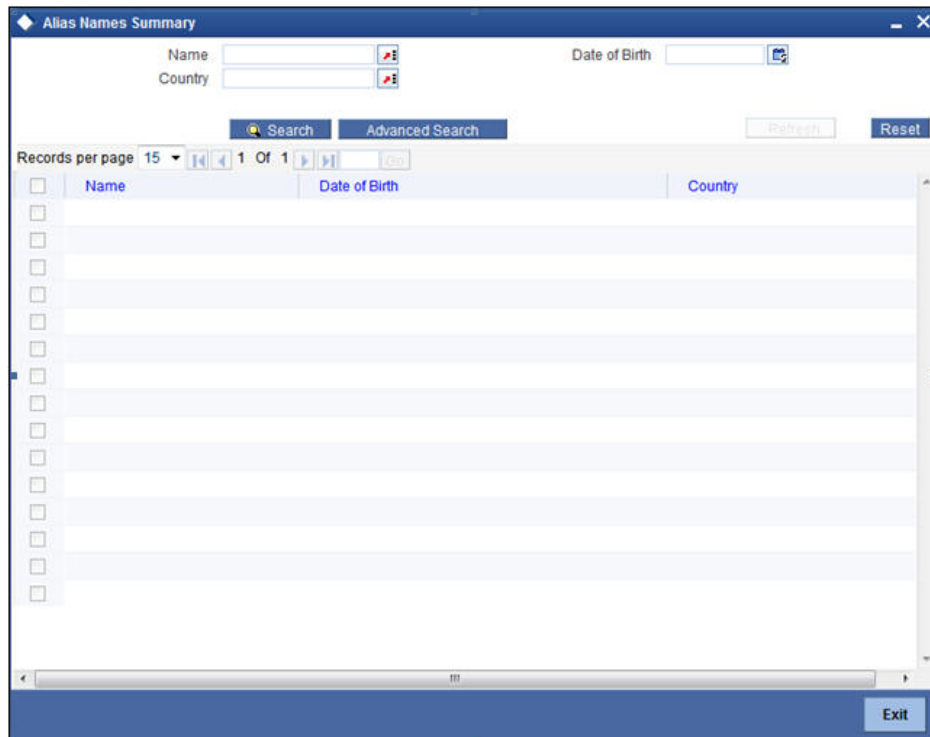 Alias Names Summary
Name
Date of Birth
Country
Search
Advanced Search
Refresh
Reset
Records per page 15 1 Of 1 Go
Name Date of Birth Country
Exit